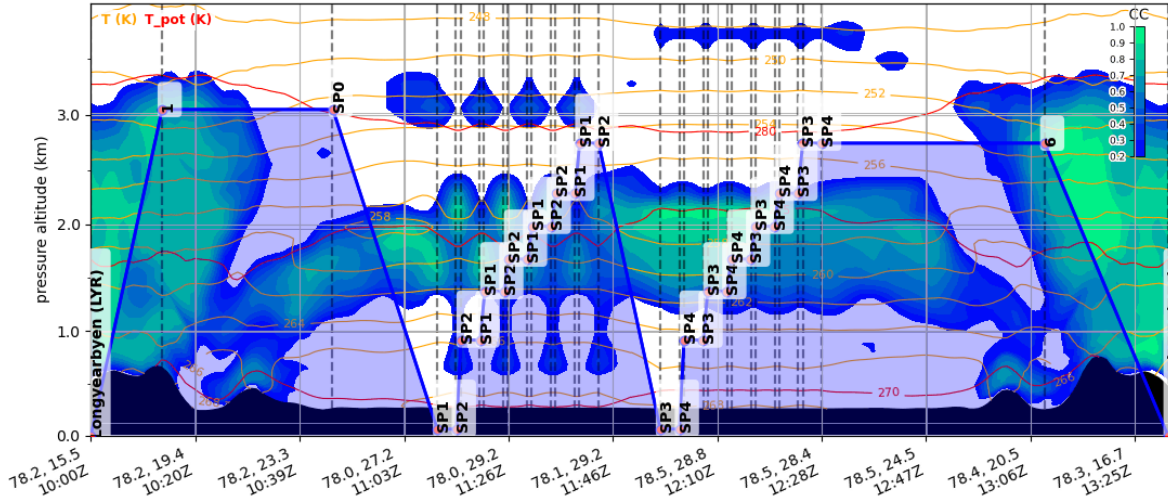 T (K) T_pot (K)
CC
1.0
0.9
0.8
0.7
0.6
0.5
0.4
0.3
0.2
pressure altitude (km)
3.0
2.0
1.0
0.0
248
250
252
254
280
256
258
260
262
264
266
268
270
268
266
Longyearbyen (LYR)
1
SP0
SP1
SP2
SP2
SP1
SP1
SP2
SP2
SP1
SP1
SP2
SP2
SP1
SP1
SP2
SP3
SP4
SP4
SP3
SP3
SP4
SP4
SP3
SP3
SP4
SP4
SP3
SP3
SP4
6
78.2, 15.5
10:00Z
78.2, 19.4
10:20Z
78.2, 23.3
10:39Z
78.0, 27.2
11:03Z
78.0, 29.2
11:26Z
78.1, 29.2
11:46Z
78.5, 28.8
12:10Z
78.5, 28.4
12:28Z
78.5, 24.5
12:47Z
78.4, 20.5
13:06Z
78.3, 16.7
13:25Z